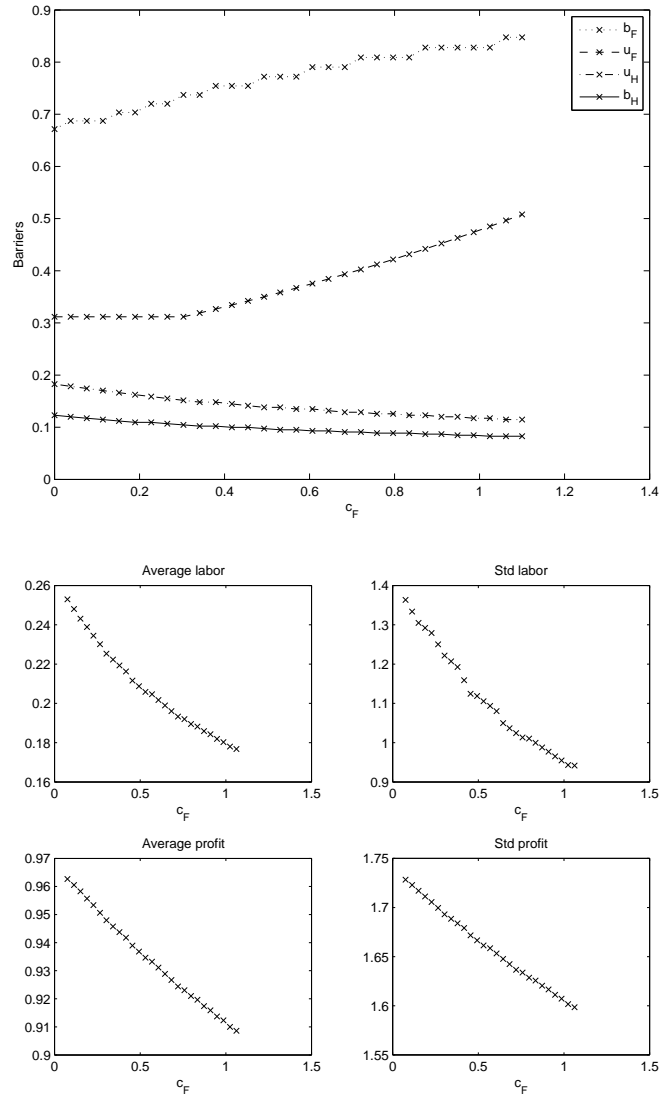 0.9
0.8
0.7
0.6
0.5
0.4
0.3
0.2
0.1
0
Barriers
b_F
u_F
u_H
b_H
0 0.2 0.4 0.6 0.8 1 1.2 1.4
c_F
Average labor
0.26
0.24
0.22
0.2
0.18
0.16
0 0.5 1 1.5
c_F
Std labor
1.4
1.3
1.2
1.1
1
0.9
0 0.5 1 1.5
c_F
Average profit
0.97
0.96
0.95
0.94
0.93
0.92
0.91
0.9
0 0.5 1 1.5
c_F
Std profit
1.75
1.7
1.65
1.6
1.55
0 0.5 1 1.5
c_F